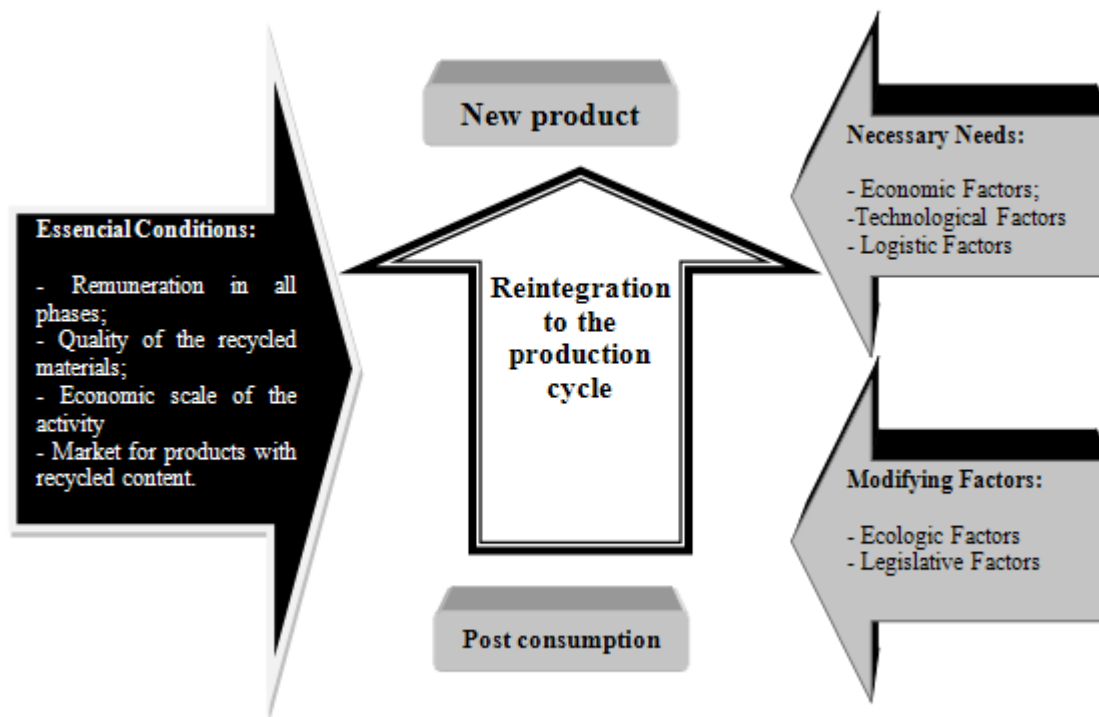 New product
Essencial Conditions:
- Remuneration in all
phases;
- Quality of the recycled
materials;
- Economic scale of the
activity
- Market for products with
recycled content.
Reintegration
to the
production
cycle
Necessary Needs:
- Economic Factors;
-Technological Factors
- Logistic Factors
Modifying Factors:
- Ecologic Factors
- Legislative Factors
Post consumption